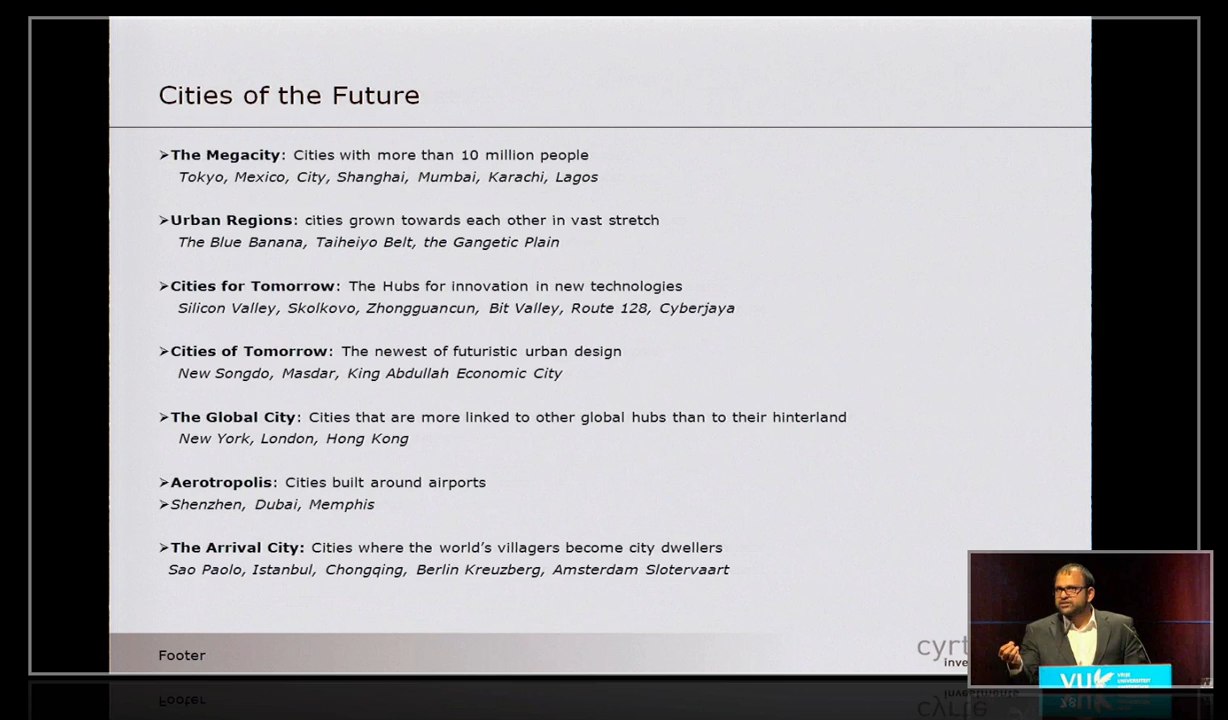 Cities of the Future
➢The Megacity: Cities with more than 10 million people
Tokyo, Mexico, City, Shanghai, Mumbai, Karachi, Lagos
➢Urban Regions: cities grown towards each other in vast stretch
The Blue Banana, Taiheiyo Belt, the Gangetic Plain
➢Cities for Tomorrow: The Hubs for innovation in new technologies
Silicon Valley, Skolkovo, Zhongguancun, Bit Valley, Route 128, Cyberjaya
➢Cities of Tomorrow: The newest of futuristic urban design
New Songdo, Masdar, King Abdullah Economic City
➢The Global City: Cities that are more linked to other global hubs than to their hinterland
New York, London, Hong Kong
➢Aerotropolis: Cities built around airports
➢Shenzhen, Dubai, Memphis
➢The Arrival City: Cities where the world's villagers become city dwellers
Sao Paolo, Istanbul, Chongqing, Berlin Kreuzberg, Amsterdam Slotervaart
Footer
cyrt
inve
VU